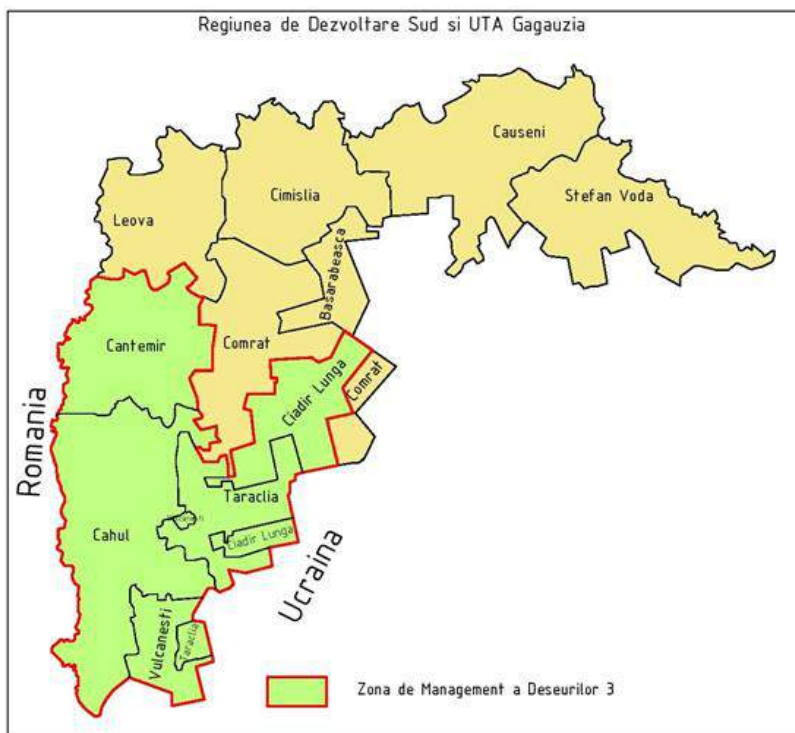 Regiunea de Dezvoltare Sud si UTA Gagauzia
Causeni
Cimislia
Stefan Voda
Leova
Basarabeasca
Cantemir
Comrat
Ciadir Lunga
Comrat
Romania
Taraclia
Cahul
Ciadir Lunga
Ucraina
Vulcanesti
Taraclia
Zona de Management a Deseurilor 3